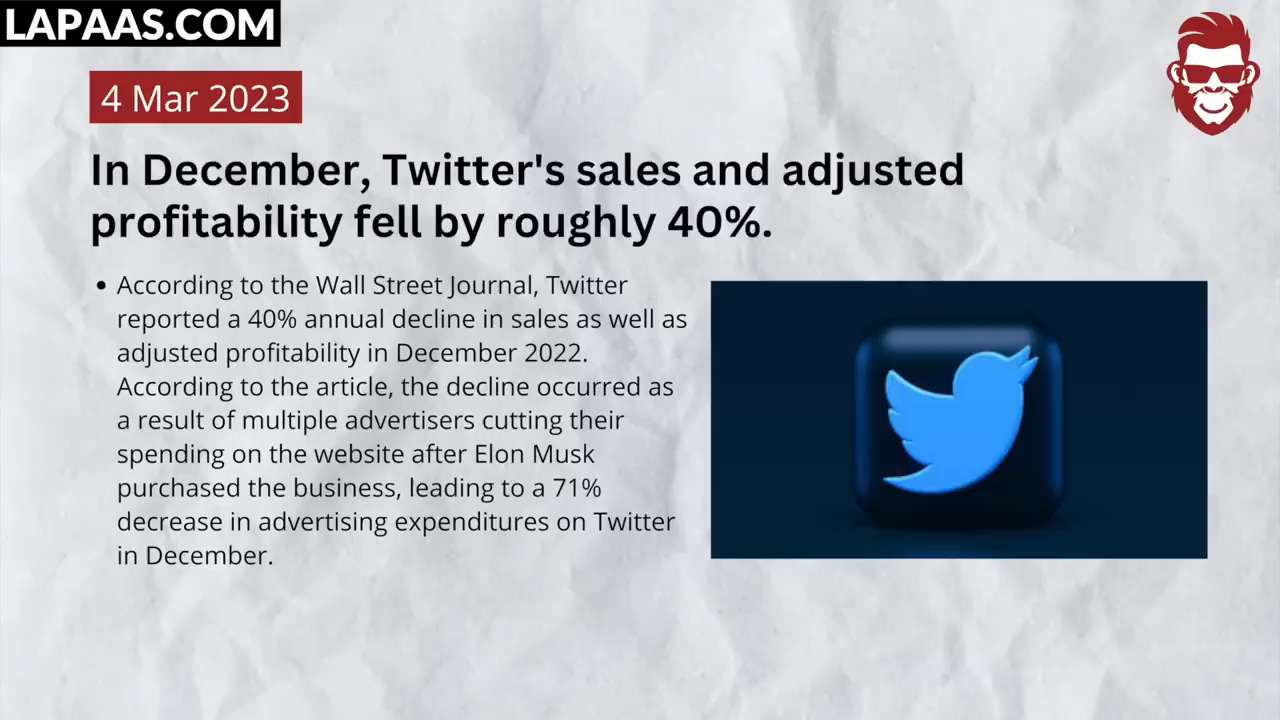 LAPAAS.COM
4 Mar 2023
In December, Twitter's sales and adjusted
profitability fell by roughly 40%.
• According to the Wall Street Journal, Twitter
reported a 40% annual decline in sales as well as
adjusted profitability in December 2022.
According to the article, the decline occurred as
a result of multiple advertisers cutting their
spending on the website after Elon Musk
purchased the business, leading to a 71%
decrease in advertising expenditures on Twitter
in December.